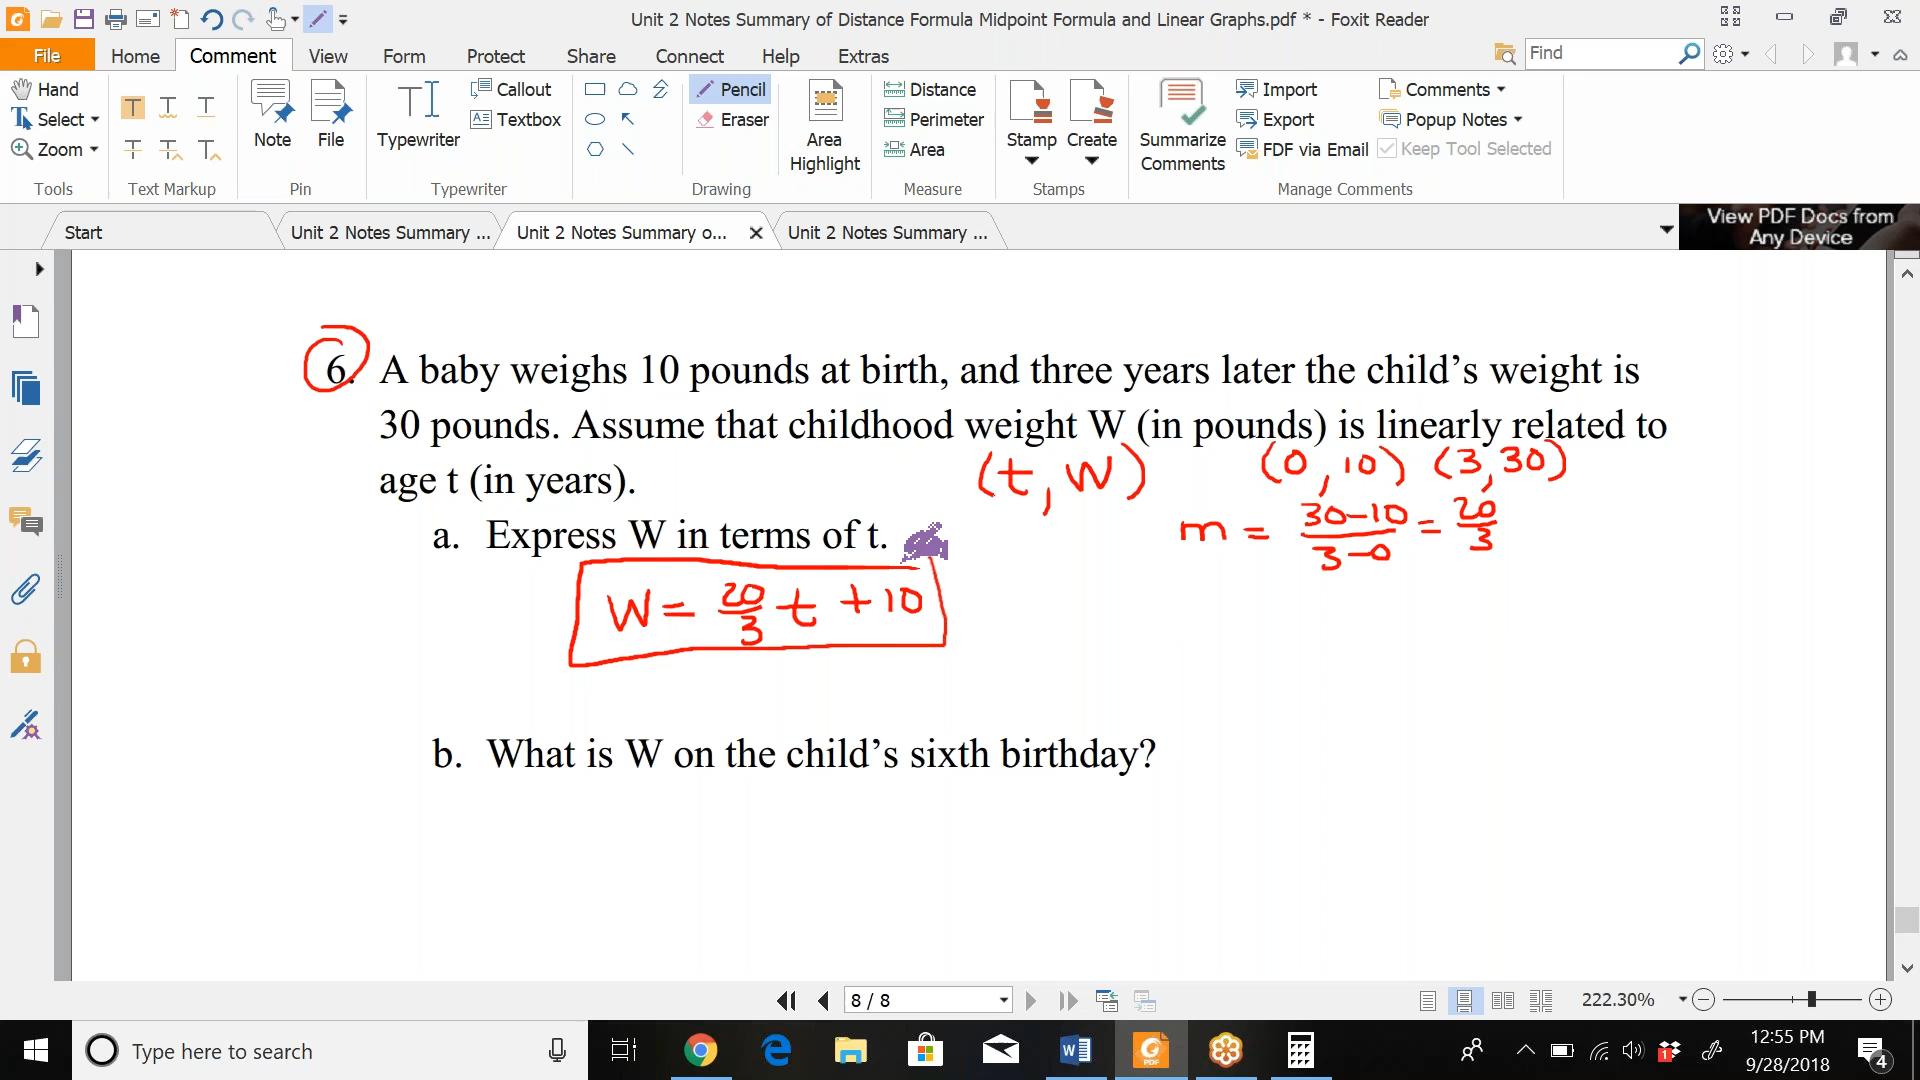 Unit 2 Notes Summary of Distance Formula Midpoint Formula and Linear Graphs.pdf * - Foxit Reader
File Home Comment View Form Protect Share Connect Help Extras Find
Hand
Select
Zoom
Tools
Text Markup
Note File
Pin
Typewriter
Callout
Textbox
Typewriter
Pencil
Eraser
Drawing
Area
Highlight
Distance
Perimeter
Area
Measure
Stamp Create
Stamps
Summarize
Comments
Import
Export
FDF via Email
Comments
Popup Notes
Keep Tool Selected
Manage Comments
Start Unit 2 Notes Summary ... Unit 2 Notes Summary o... Unit 2 Notes Summary ...
View PDF Docs from
Any Device
6. A baby weighs 10 pounds at birth, and three years later the child’s weight is
30 pounds. Assume that childhood weight W (in pounds) is linearly related to
age t (in years). (t, W) (0, 10) (3, 30)
a. Express W in terms of t. m = 30-10/3-0 = 20/3
W = 20/3 t + 10
b. What is W on the child’s sixth birthday?
8 / 8 222.30%
Type here to search
12:55 PM
9/28/2018
1
4